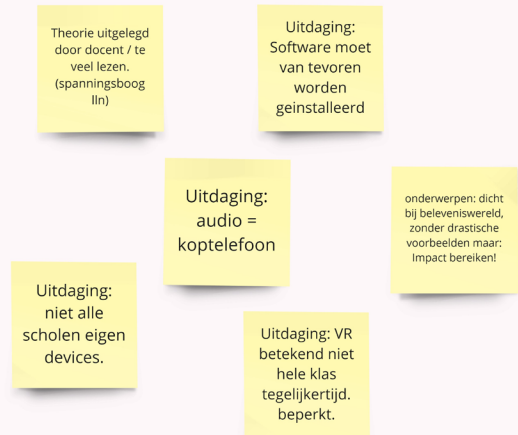 Theorie uitgelegd
door docent / te
veel lezen.
(spanningsboog
lln)
Uitdaging:
Software moet
van tevoren
worden
geinstalleerd
Uitdaging:
audio =
koptelefoon
onderwerpen: dicht
bij beleveniswereld,
zonder drastische
voorbeelden maar:
Impact bereiken!
Uitdaging:
niet alle
scholen eigen
devices.
Uitdaging: VR
betekend niet
hele klas
tegelijkertijd.
beperkt.